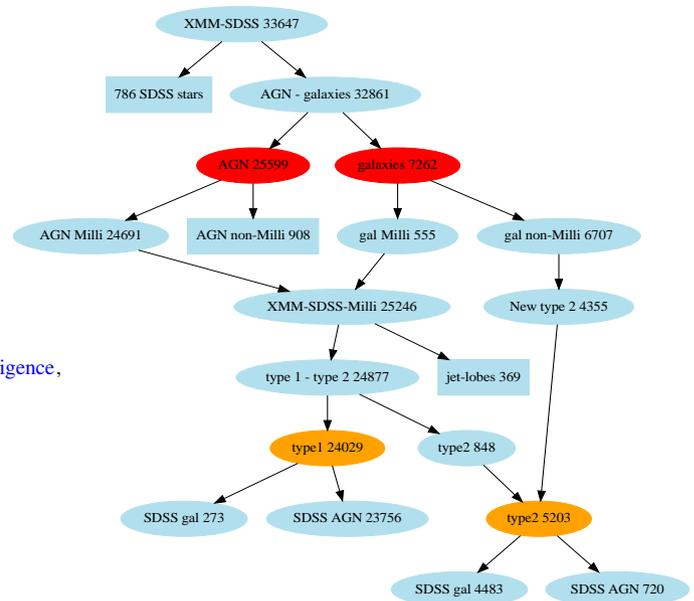 XMM-SDSS 33647
786 SDSS stars
AGN - galaxies 32861
AGN 25599
galaxies 7262
AGN Milli 24691
AGN non-Milli 908
gal Milli 555
gal non-Milli 6707
XMM-SDSS-Milli 25246
New type 2 4355
igence,
type 1 - type 2 24877
jet-lobes 369
type1 24029
type2 848
SDSS gal 273
SDSS AGN 23756
type2 5203
SDSS gal 4483
SDSS AGN 720